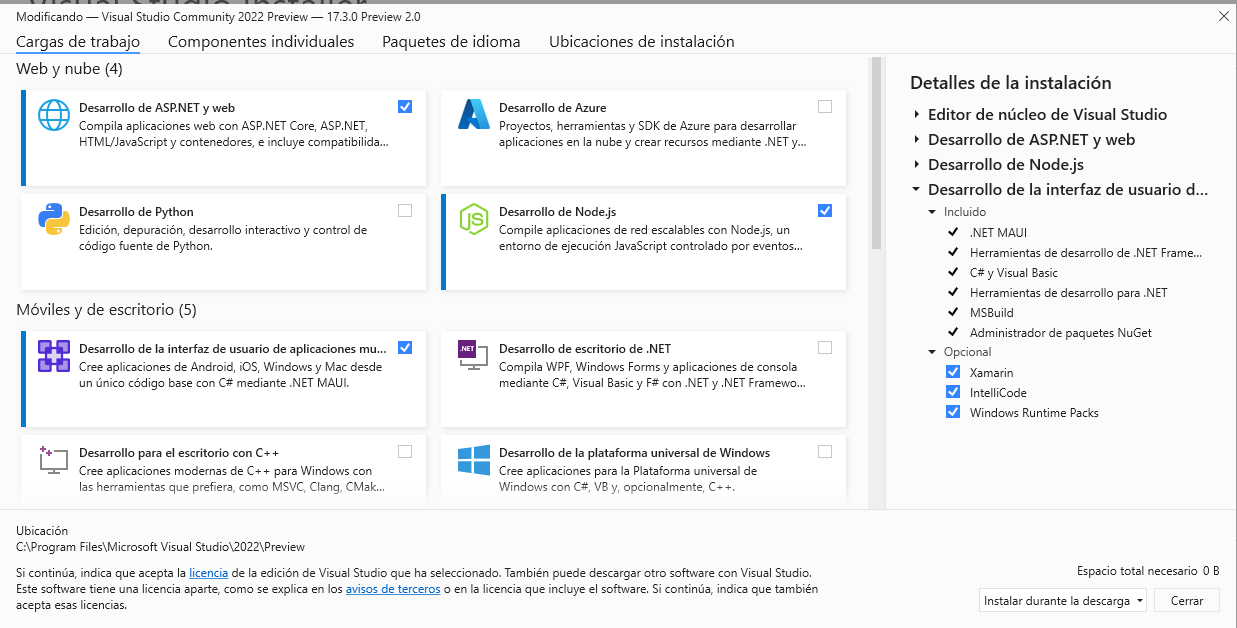 Modificando — Visual Studio Community 2022 Preview — 17.3.0 Preview 2.0
Cargas de trabajo
Componentes individuales
Paquetes de idioma
Ubicaciones de instalación
Web y nube (4)
Desarrollo de ASP.NET y web
Compila aplicaciones web con ASP.NET Core, ASP.NET,
HTML/JavaScript y contenedores, e incluye compatibilida...
Desarrollo de Azure
Proyectos, herramientas y SDK de Azure para desarrollar
aplicaciones en la nube y crear recursos mediante .NET y...
Desarrollo de Python
Edición, depuración, desarrollo interactivo y control de
código fuente de Python.
JS
Desarrollo de Node.js
Compile aplicaciones de red escalables con Node.js, un
entorno de ejecución JavaScript controlado por eventos...
Móviles y de escritorio (5)
Desarrollo de la interfaz de usuario de aplicaciones mu...
Cree aplicaciones de Android, iOS, Windows y Mac desde
un único código base con C# mediante .NET MAUI.
.NET
Desarrollo de escritorio de .NET
Compila WPF, Windows Forms y aplicaciones de consola
mediante C#, Visual Basic y F# con .NET y .NET Framewo...
Desarrollo para el escritorio con C++
Cree aplicaciones modernas de C++ para Windows con
las herramientas que prefiera, como MSVC, Clang, CMak...
Desarrollo de la plataforma universal de Windows
Cree aplicaciones para la Plataforma universal de
Windows con C#, VB y, opcionalmente, C++.
Detalles de la instalación
Editor de núcleo de Visual Studio
Desarrollo de ASP.NET y web
Desarrollo de Node.js
Desarrollo de la interfaz de usuario d...
Incluido
.NET MAUI
Herramientas de desarrollo de .NET Frame...
C# y Visual Basic
Herramientas de desarrollo para .NET
MSBuild
Administrador de paquetes NuGet
Opcional
Xamarin
IntelliCode
Windows Runtime Packs
Ubicación
C:\Program Files\Microsoft Visual Studio\2022\Preview
Si continúa, indica que acepta la licencia de la edición de Visual Studio que ha seleccionado. También puede descargar otro software con Visual Studio.
Este software tiene una licencia aparte, como se explica en los avisos de terceros o en la licencia que incluye el software. Si continúa, indica que también
acepta esas licencias.
Espacio total necesario 0 B
Instalar durante la descarga
Cerrar